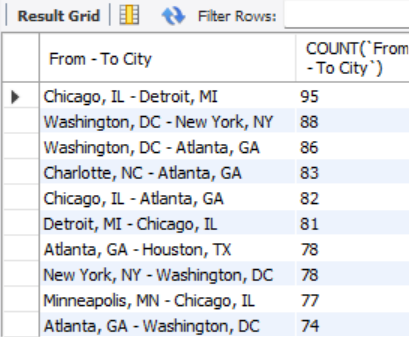 Result Grid Filter Rows:
From - To City COUNT(`From - To City`)
Chicago, IL - Detroit, MI 95
Washington, DC - New York, NY 88
Washington, DC - Atlanta, GA 86
Charlotte, NC - Atlanta, GA 83
Chicago, IL - Atlanta, GA 82
Detroit, MI - Chicago, IL 81
Atlanta, GA - Houston, TX 78
New York, NY - Washington, DC 78
Minneapolis, MN - Chicago, IL 77
Atlanta, GA - Washington, DC 74